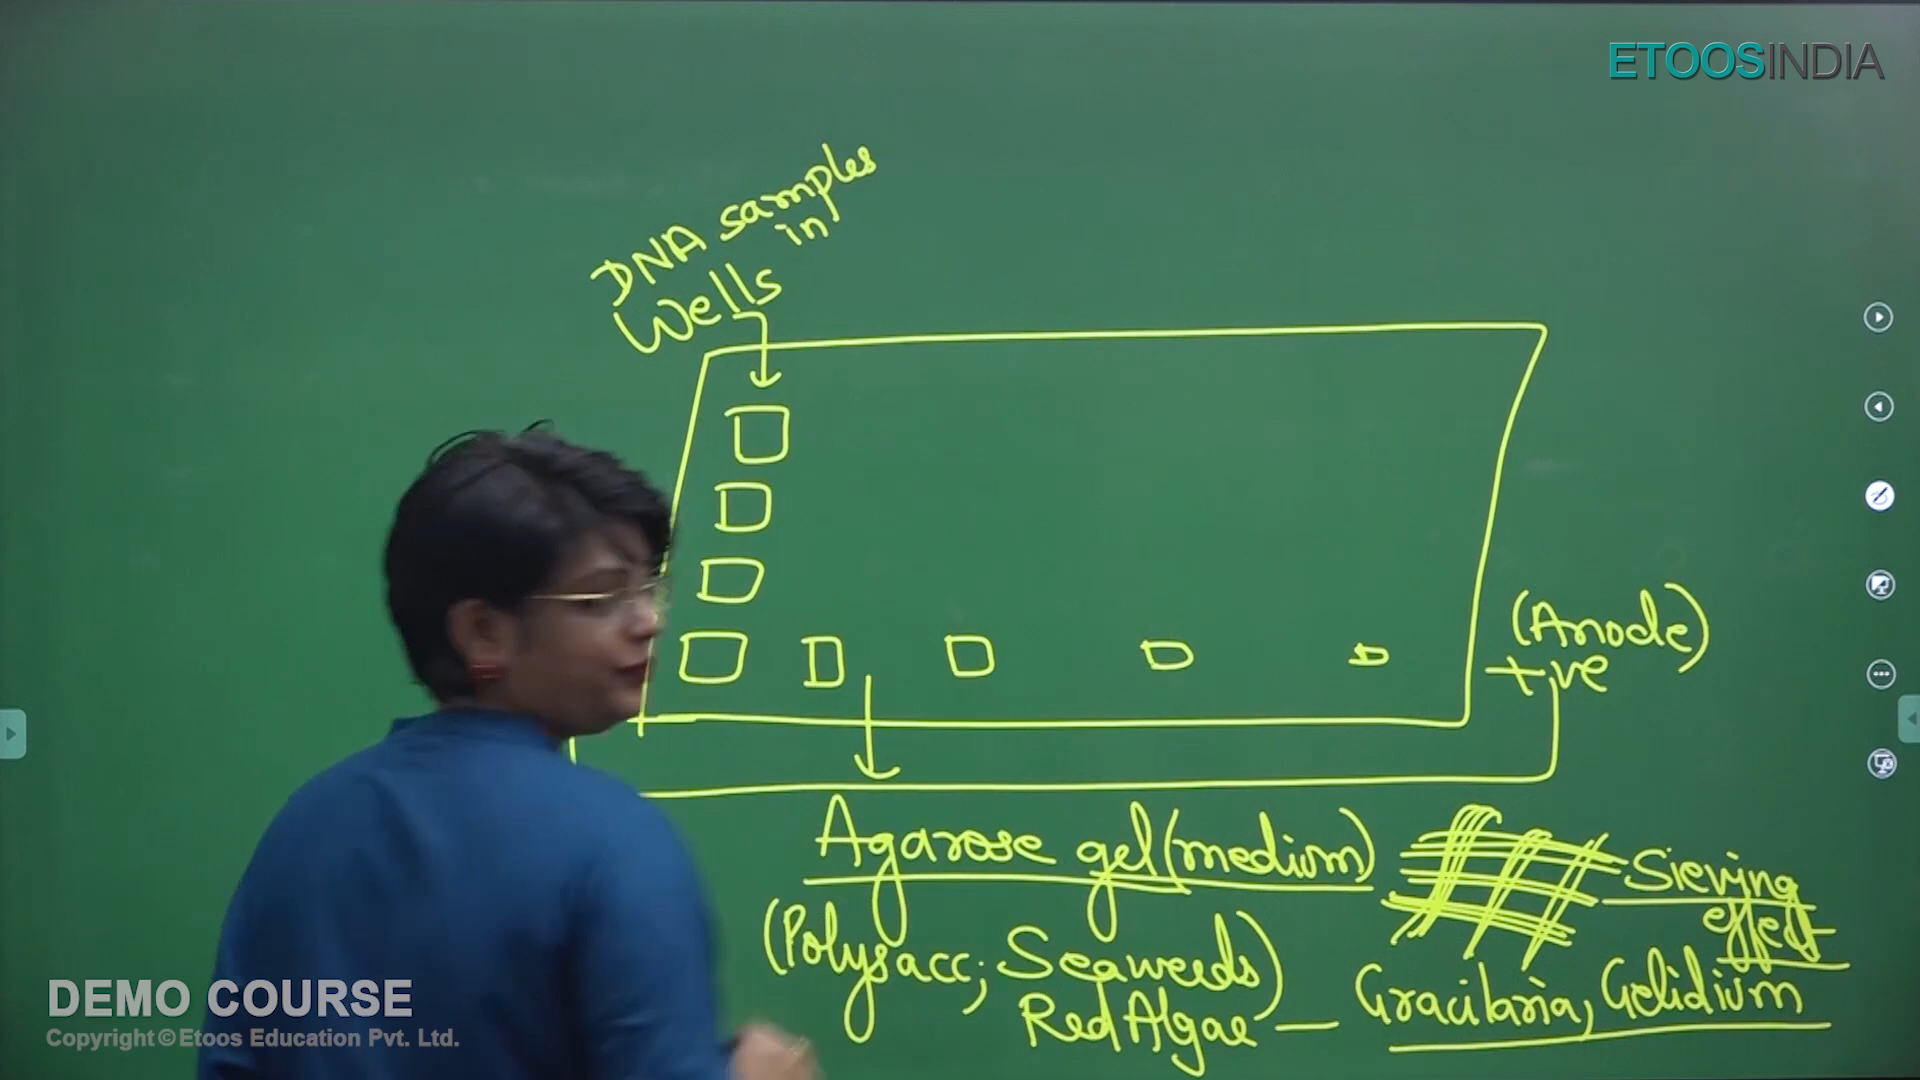 ETOOSINDIA
DNA samples
in
Wells
(Anode)
+ve
Agarose gel (medium)
Sieving
effect
(Polysacc; Seaweeds)
Red Algae — Gracilaria, Gelidium
DEMO COURSE
Copyright © Etoos Education Pvt. Ltd.